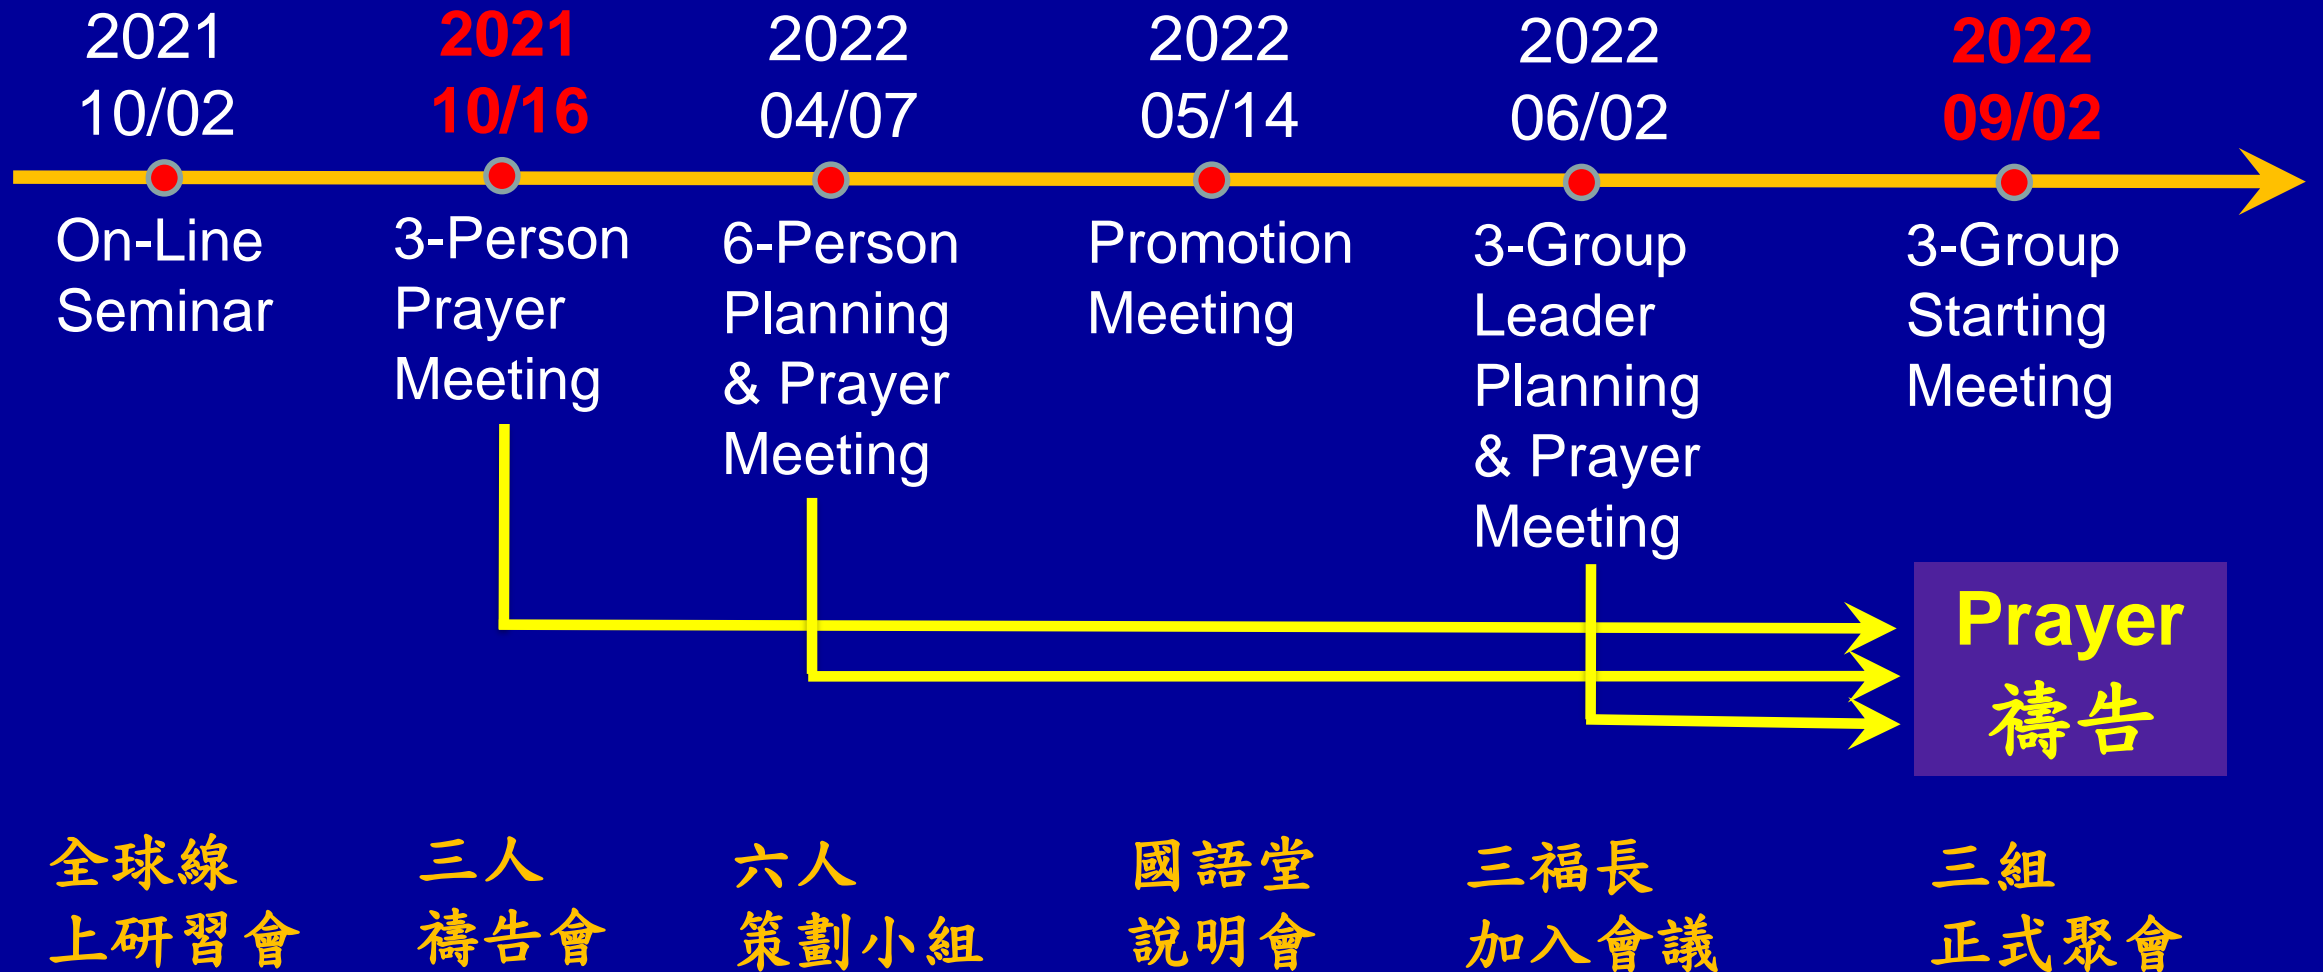 2021
10/02
2021
10/16
2022
04/07
2022
05/14
2022
06/02
2022
09/02
On-Line
Seminar
3-Person
Prayer
Meeting
6-Person
Planning
& Prayer
Meeting
Promotion
Meeting
3-Group
Leader
Planning
& Prayer
Meeting
3-Group
Starting
Meeting
Prayer
禱告
全球線
上研習會
三人
禱告會
六人
策劃小組
國語堂
說明會
三福長
加入會議
三組
正式聚會